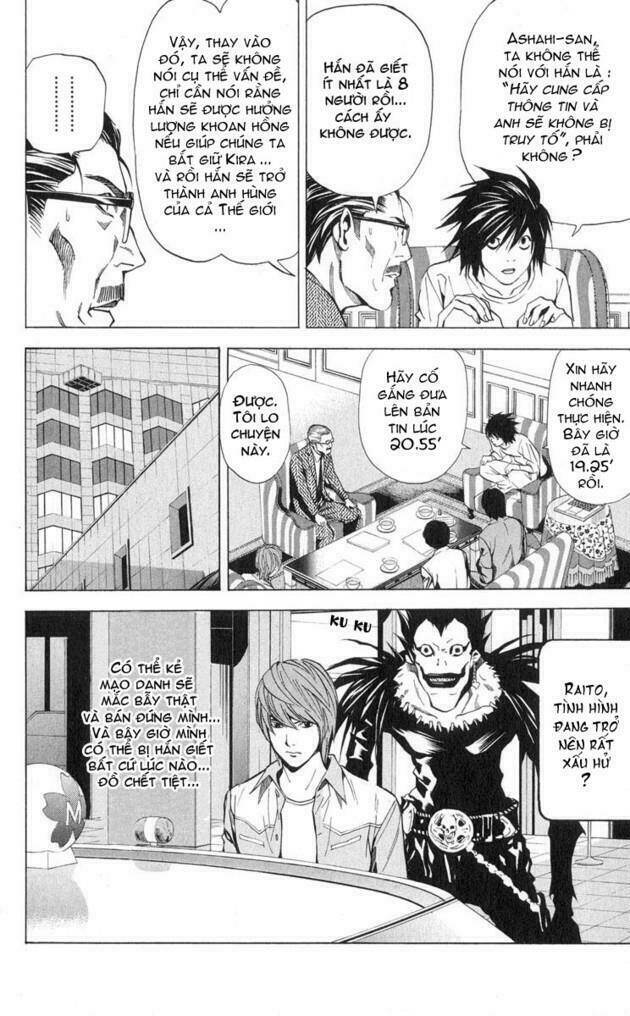 ASHAHI-SAN,
TA KHÔNG THỂ
NÓI VỚI HẮN LÀ :
"HÃY CUNG CẤP
THÔNG TIN VÀ
ANH SẼ KHÔNG BỊ
TRUY TỐ", PHẢI
KHÔNG ?
HẮN ĐÃ GIẾT
ÍT NHẤT LÀ 8
NGƯỜI RỒI...
CÁCH ẤY
KHÔNG ĐƯỢC.
VẬY, THAY VÀO
ĐÓ, TA SẼ KHÔNG
NÓI CỤ THỂ VẤN ĐỀ,
CHỈ CẦN NÓI RẰNG
HẮN SẼ ĐƯỢC HƯỞNG
LƯỢNG KHOAN HỒNG
NẾU GIÚP CHÚNG TA
BẮT GIỮ KIRA ...
VÀ RỒI HẮN SẼ TRỞ
THÀNH ANH HÙNG
CỦA CẢ THẾ GIỚI
...
XIN HÃY
NHANH
CHÓNG
THỰC HIỆN.
BÂY GIỜ
ĐÃ LÀ
19.25'
RỒI.
HÃY CỐ
GẮNG ĐƯA
LÊN BẢN
TIN LÚC
20.55'
ĐƯỢC.
TÔI LO
CHUYỆN
NÀY.
RAITO,
TÌNH HÌNH
ĐANG TRỞ
NÊN RẤT
XẤU HỬ
?
KU KU
CÓ THỂ KẺ
MẠO DANH SẼ
MẮC BẪY THẬT
VÀ BÁN ĐỨNG MÌNH...
VÀ BÂY GIỜ MÌNH
CÓ THỂ BỊ HẮN GIẾT
BẤT CỨ LÚC NÀO...
ĐỒ CHẾT TIỆT...
M